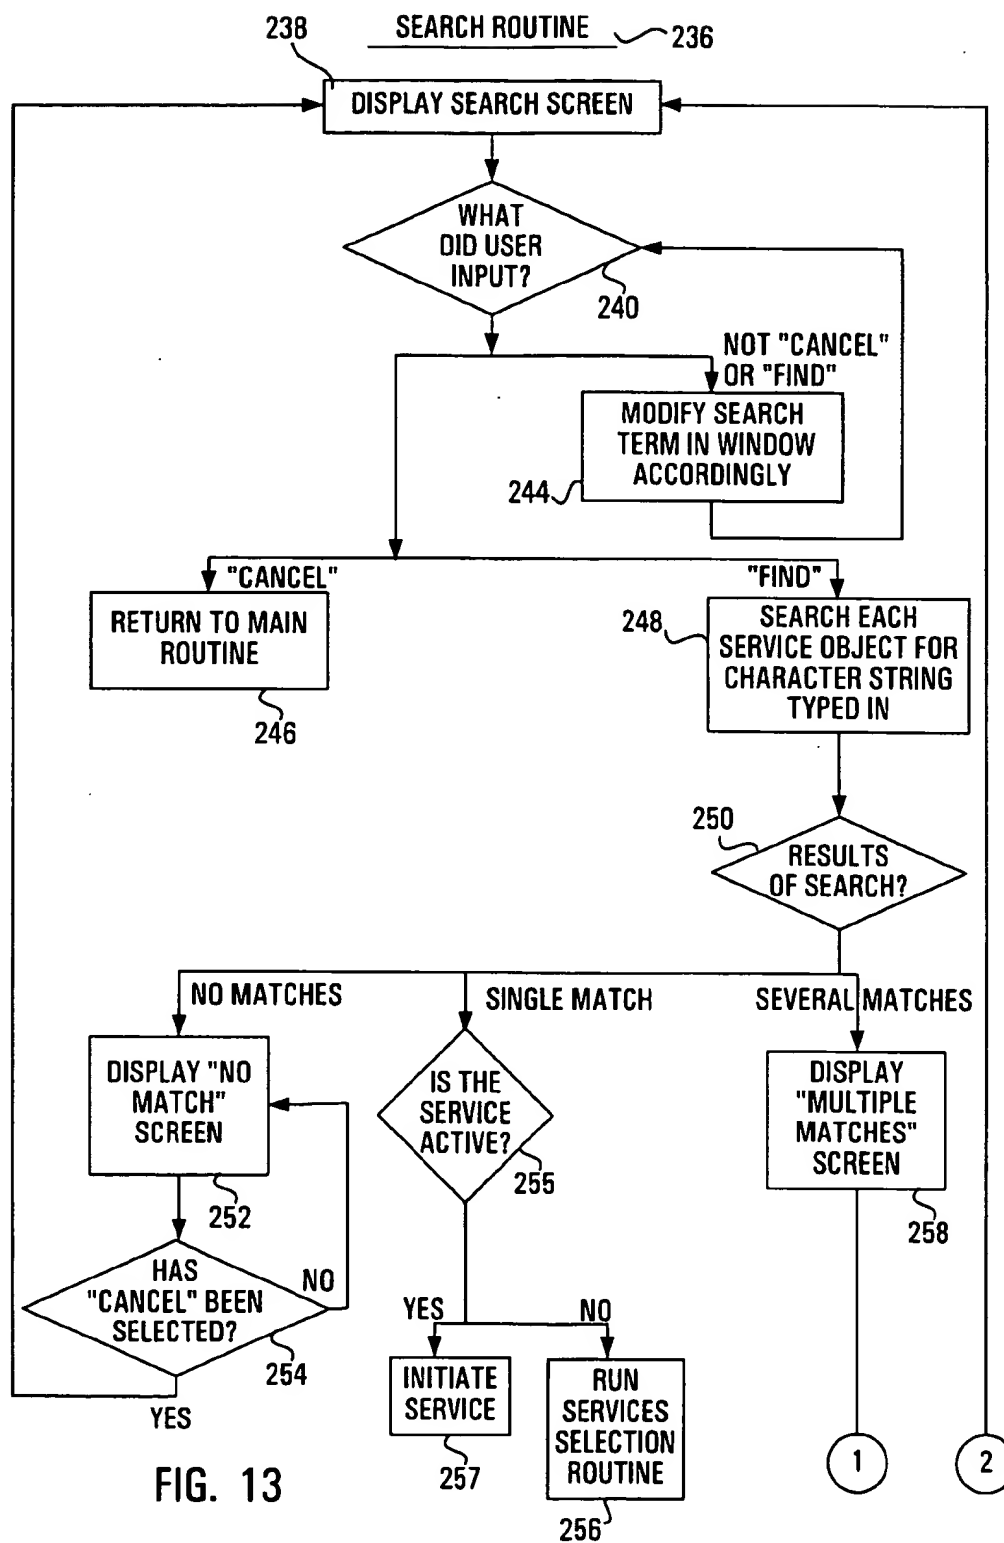 SEARCH ROUTINE
236
238
DISPLAY SEARCH SCREEN
WHAT
DID USER
INPUT?
240
NOT "CANCEL"
OR "FIND"
MODIFY SEARCH
TERM IN WINDOW
ACCORDINGLY
244
"CANCEL"
"FIND"
RETURN TO MAIN
ROUTINE
246
248
SEARCH EACH
SERVICE OBJECT FOR
CHARACTER STRING
TYPED IN
250
RESULTS
OF SEARCH?
NO MATCHES
SINGLE MATCH
SEVERAL MATCHES
DISPLAY "NO
MATCH"
SCREEN
252
IS THE
SERVICE
ACTIVE?
255
DISPLAY
"MULTIPLE
MATCHES"
SCREEN
258
HAS
"CANCEL" BEEN
SELECTED?
NO
254
YES
YES
NO
INITIATE
SERVICE
257
RUN
SERVICES
SELECTION
ROUTINE
256
1
2
FIG. 13